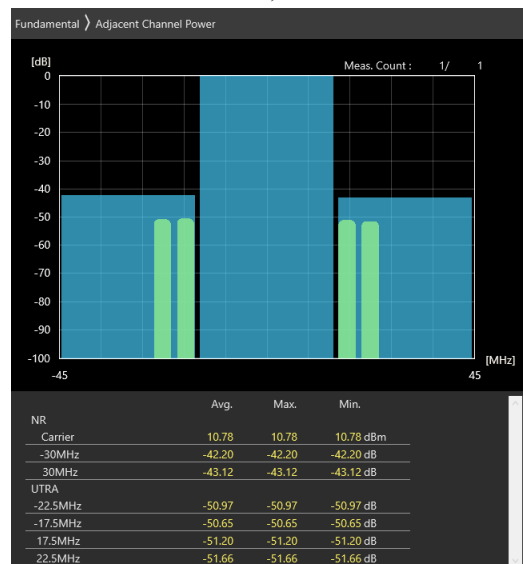 Fundamental ❭ Adjacent Channel Power
[dB] Meas. Count : 1/ 1
0
-10
-20
-30
-40
-50
-60
-70
-80
-90
-100 [MHz]
-45 45
Avg. Max. Min.
NR
Carrier 10.78 10.78 10.78 dBm
-30MHz -42.20 -42.20 -42.20 dB
30MHz -43.12 -43.12 -43.12 dB
UTRA
-22.5MHz -50.97 -50.97 -50.97 dB
-17.5MHz -50.65 -50.65 -50.65 dB
17.5MHz -51.20 -51.20 -51.20 dB
22.5MHz -51.66 -51.66 -51.66 dB